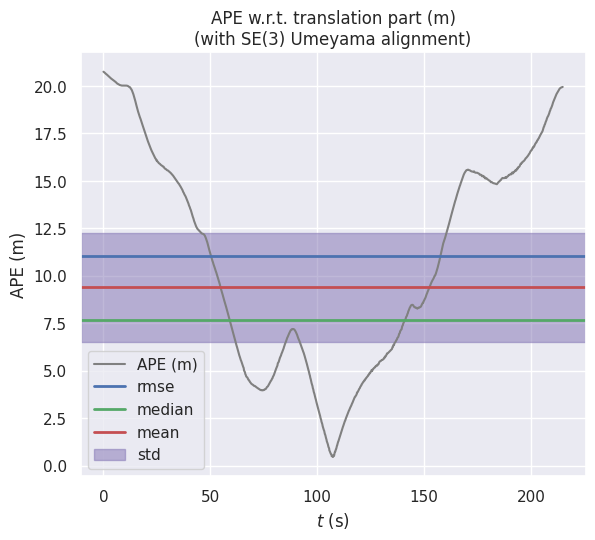 APE w.r.t. translation part (m)
(with SE(3) Umeyama alignment)
20.0
17.5
15.0
12.5
10.0
7.5
5.0
2.5
0.0
APE (m)
APE (m)
rmse
median
mean
std
0 50 100 150 200
t (s)